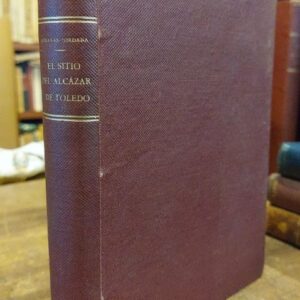 EL SITIO
DEL ALCÁZAR
DE TOLEDO